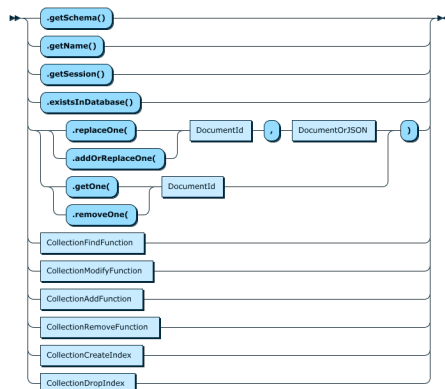 .getSchema()
.getName()
.getSession()
.existsInDatabase()
.replaceOne( DocumentId , DocumentOrJSON )
.addOrReplaceOne(
.getOne( DocumentId
.removeOne(
CollectionFindFunction
CollectionModifyFunction
CollectionAddFunction
CollectionRemoveFunction
CollectionCreateIndex
CollectionDropIndex